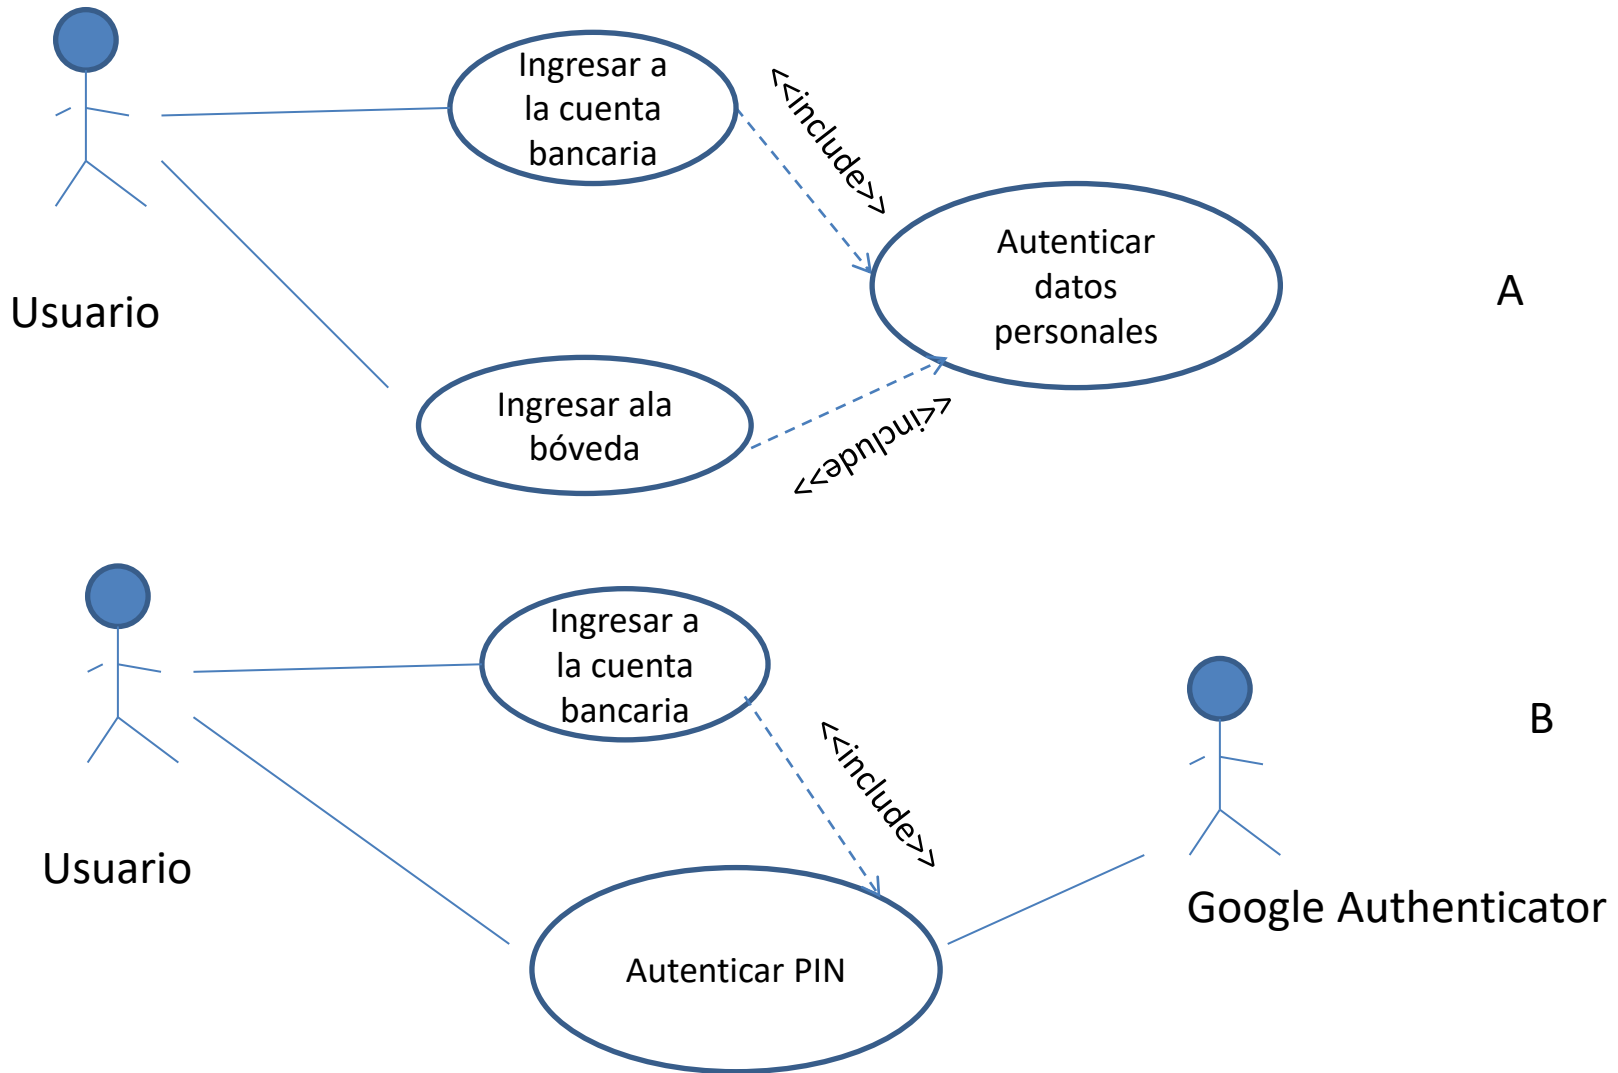 Ingresar a
la cuenta
bancaria
<<include>>
Autenticar
datos
personales
A
Usuario
Ingresar ala
bóveda
<<include>>
Ingresar a
la cuenta
bancaria
<<include>>
B
Usuario
Google Authenticator
Autenticar PIN